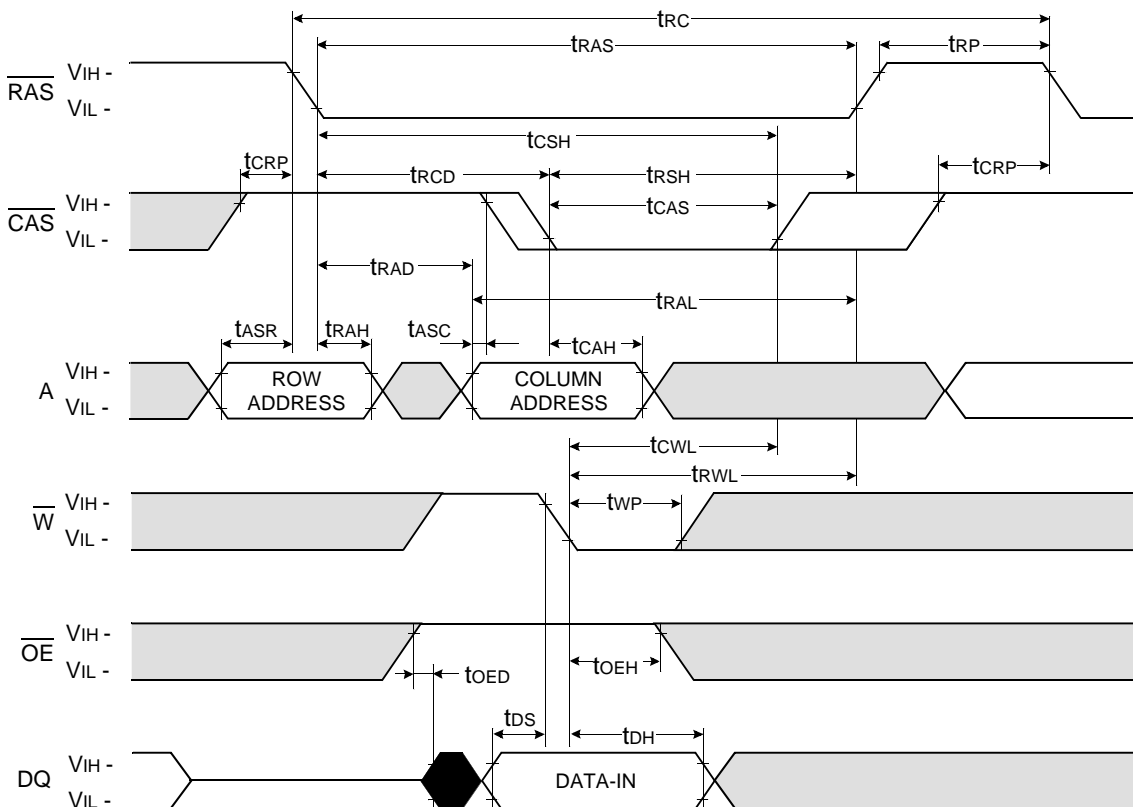 tRC
tRAS
tRP
RAS
VIH -
VIL -
tCSH
tCRP
tRCD
tRSH
tCRP
CAS
VIH -
VIL -
tCAS
tRAD
tRAL
tASR
tRAH
tASC
tCAH
A
VIH -
VIL -
ROW
ADDRESS
COLUMN
ADDRESS
tCWL
tRWL
W
VIH -
VIL -
tWP
OE
VIH -
VIL -
tOED
tOEH
tDS
tDH
DQ
VIH -
VIL -
DATA-IN